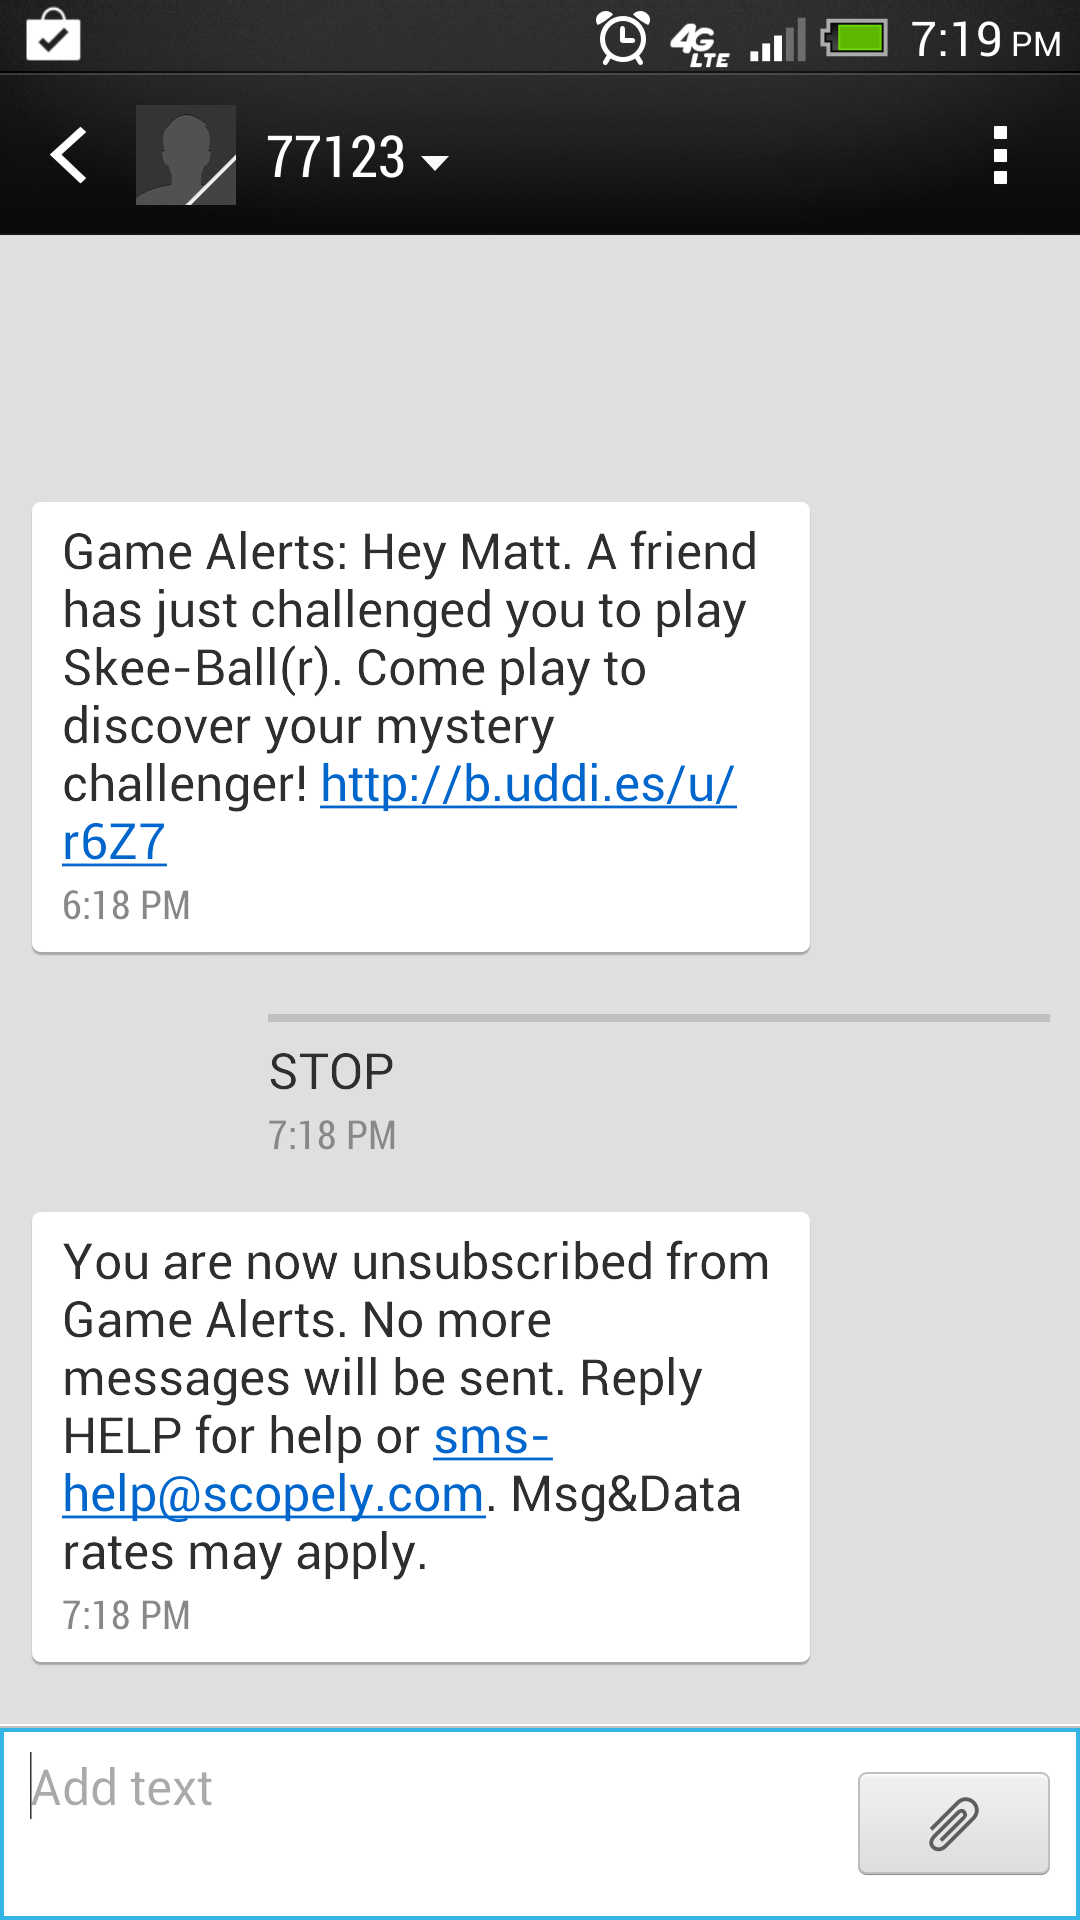 4G LTE 7:19 PM
77123
Game Alerts: Hey Matt. A friend
has just challenged you to play
Skee-Ball(r). Come play to
discover your mystery
challenger! http://b.uddi.es/u/
r6Z7
6:18 PM
STOP
7:18 PM
You are now unsubscribed from
Game Alerts. No more
messages will be sent. Reply
HELP for help or sms-
help@scopely.com. Msg&Data
rates may apply.
7:18 PM
Add text